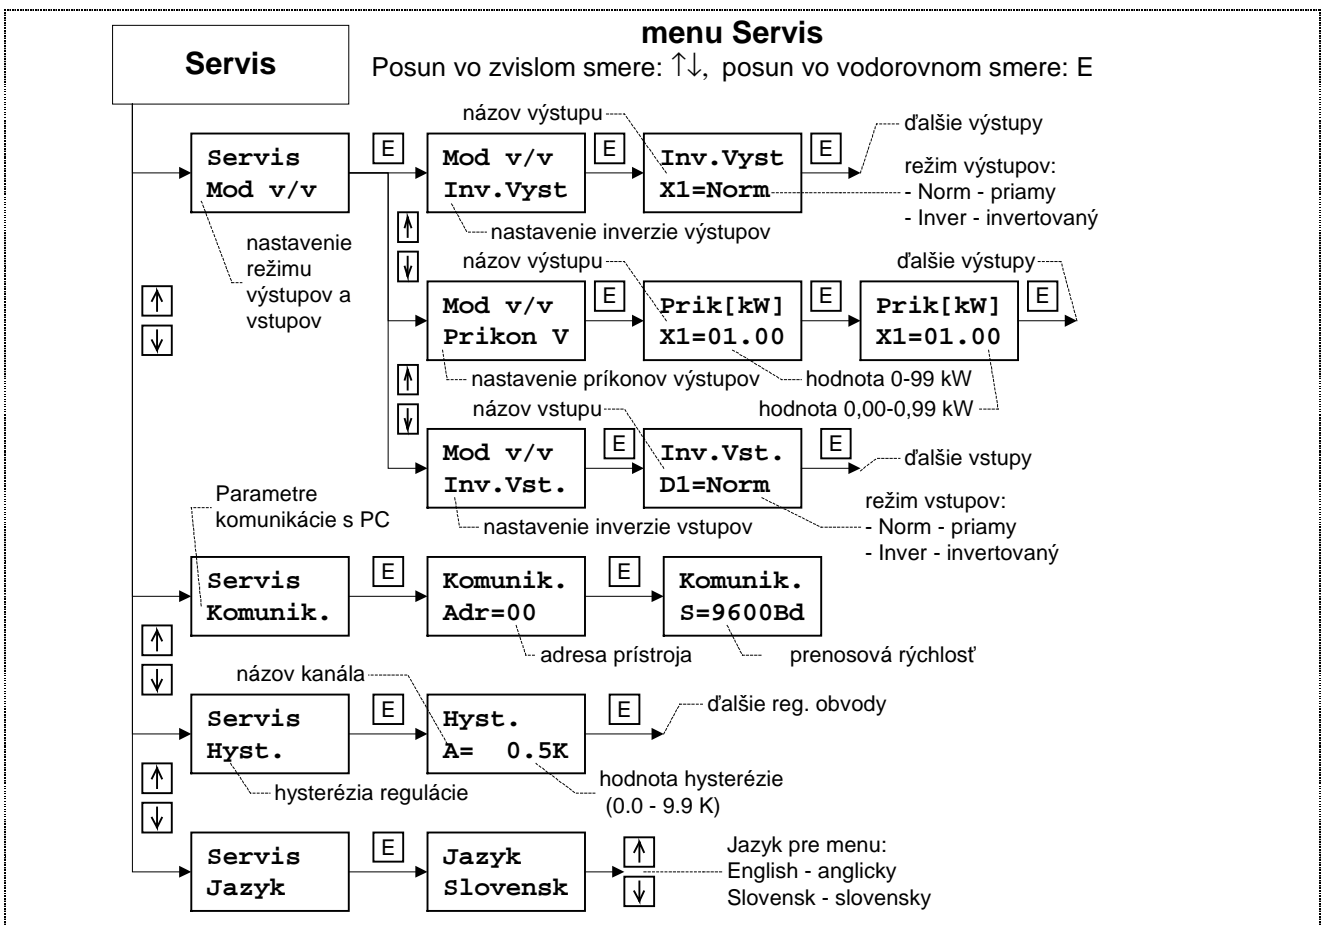 menu Servis
Servis
Posun vo zvislom smere: ↑↓, posun vo vodorovnom smere: E
názov výstupu
ďalšie výstupy
Servis
Mod v/v
E
Mod v/v
Inv.Vyst
E
Inv.Vyst
X1=Norm
E
režim výstupov:
- Norm - priamy
- Inver - invertovaný
nastavenie
režimu
výstupov a
vstupov
↑
↓
nastavenie inverzie výstupov
↑
↓
názov výstupu
ďalšie výstupy
Mod v/v
Prikon V
E
Prik[kW]
X1=01.00
E
Prik[kW]
X1=01.00
E
nastavenie príkonov výstupov
hodnota 0-99 kW
↑
↓
názov vstupu
hodnota 0,00-0,99 kW
Mod v/v
Inv.Vst.
E
Inv.Vst.
D1=Norm
E
ďalšie vstupy
režim vstupov:
- Norm - priamy
- Inver - invertovaný
nastavenie inverzie vstupov
Parametre
komunikácie s PC
Servis
Komunik.
E
Komunik.
Adr=00
E
Komunik.
S=9600Bd
↑
↓
adresa prístroja
prenosová rýchlosť
názov kanála
Servis
Hyst.
E
Hyst.
A=  0.5K
E
ďalšie reg. obvody
↑
↓
hysterézia regulácie
hodnota hysterézie
(0.0 - 9.9 K)
Servis
Jazyk
E
Jazyk
Slovensk
↑
↓
Jazyk pre menu:
English - anglicky
Slovensk - slovensky